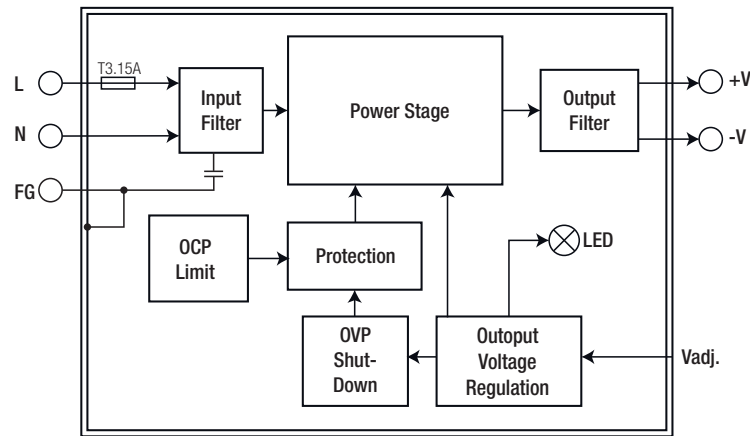 T3.15A
L
N
FG
Input
Filter
Power Stage
Output
Filter
+V
-V
OCP
Limit
Protection
LED
OVP
Shut-
Down
Outoput
Voltage
Regulation
Vadj.